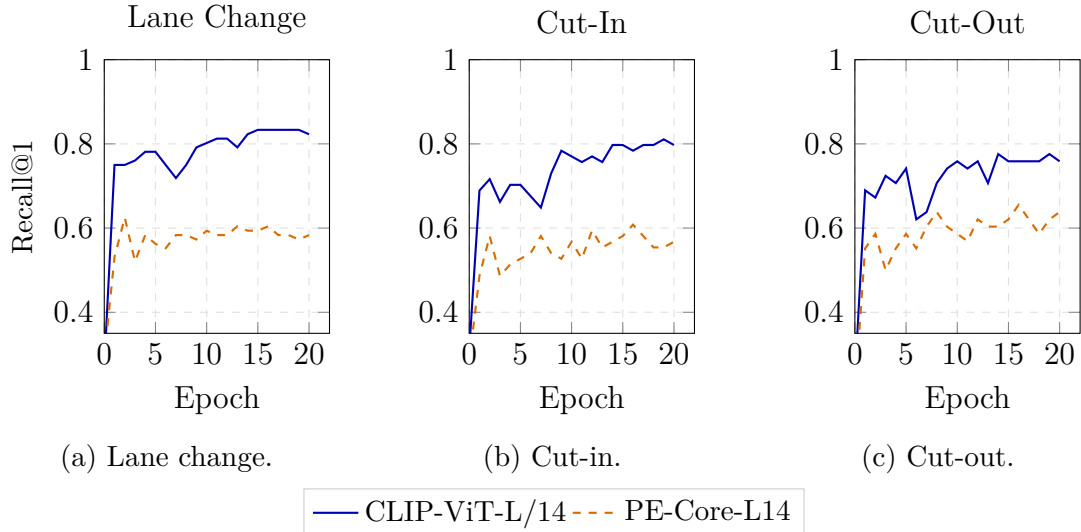 Lane Change
Cut-In
Cut-Out
Recall@1
1
0.8
0.6
0.4
0 5 10 15 20
Epoch
1
0.8
0.6
0.4
0 5 10 15 20
Epoch
1
0.8
0.6
0.4
0 5 10 15 20
Epoch
(a) Lane change.
(b) Cut-in.
(c) Cut-out.
CLIP-ViT-L/14 PE-Core-L14